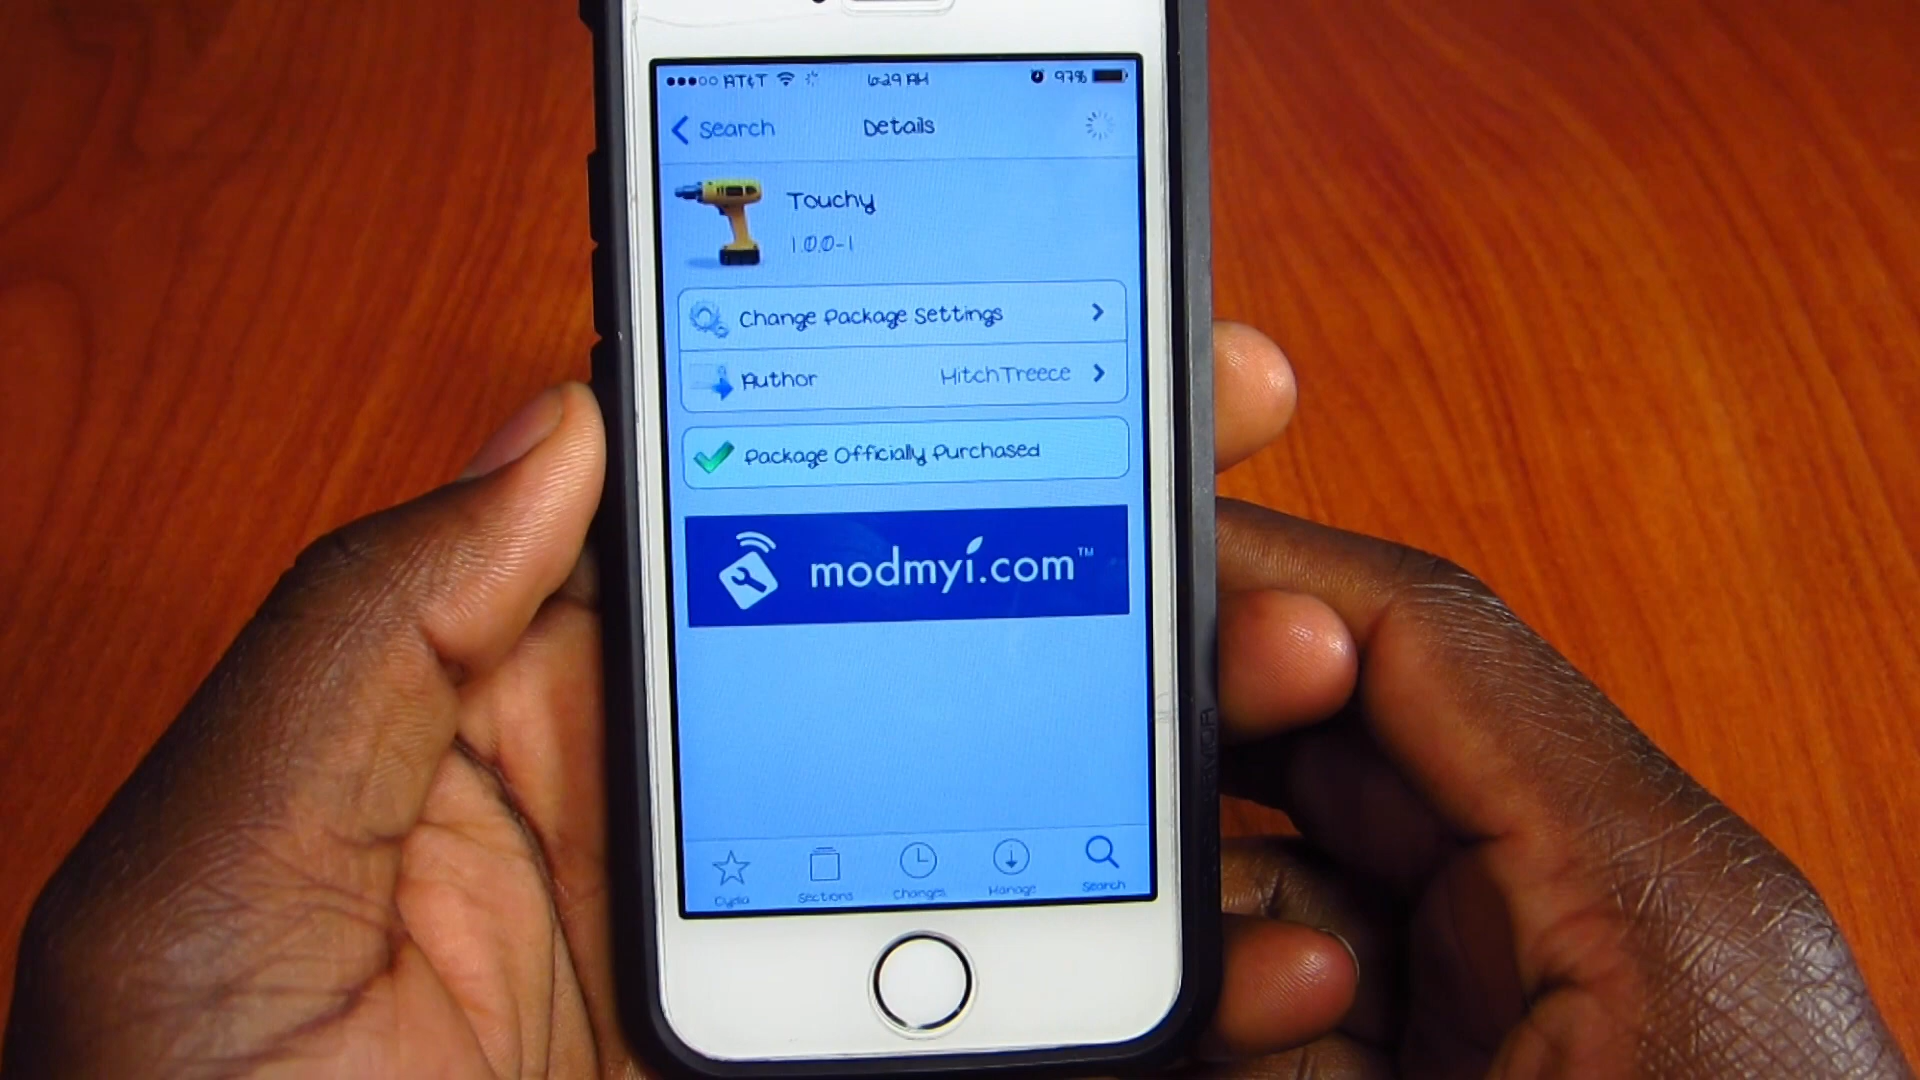 AT&T 6:29 AM 97%
Search Details
Touchy
1.0.0-1
Change Package Settings
Author MitchTreece
Package Officially Purchased
modmyi.com™
Cydia Sections Changes Manage Search